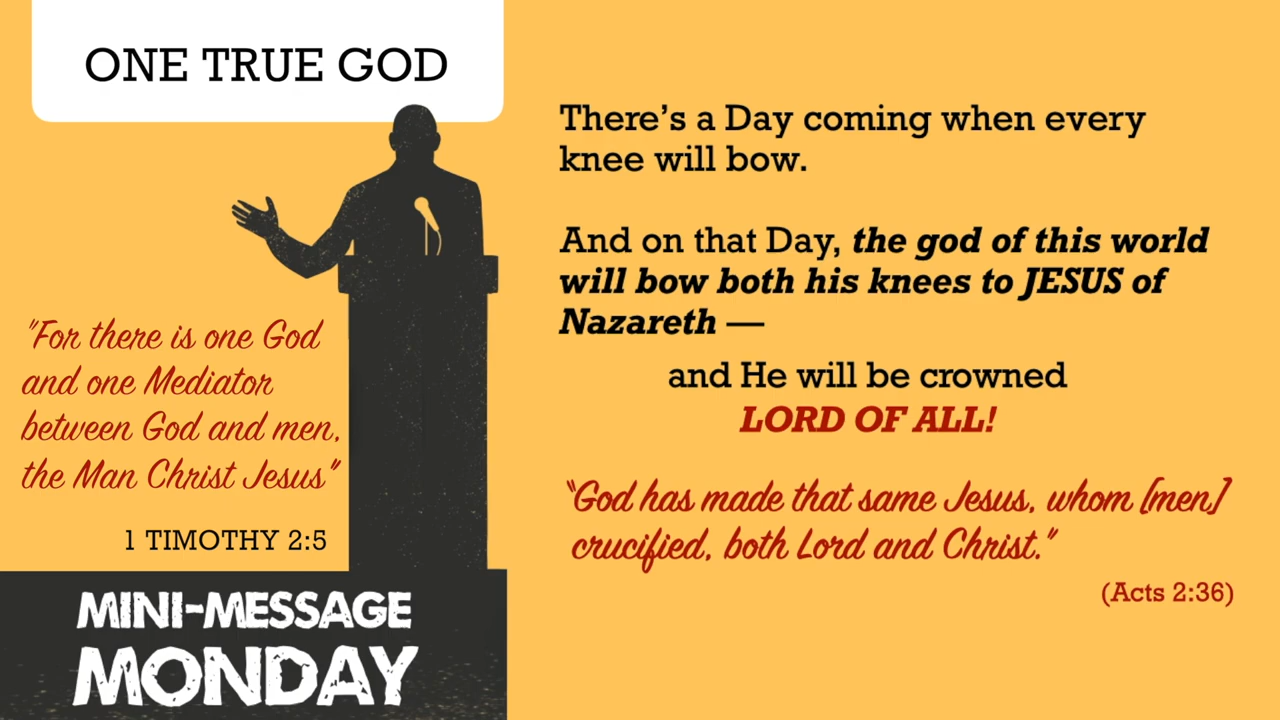 ONE TRUE GOD
"For there is one God
and one Mediator
between God and men,
the Man Christ Jesus"
1 TIMOTHY 2:5
MINI-MESSAGE
MONDAY
There's a Day coming when every
knee will bow.
And on that Day, the god of this world
will bow both his knees to JESUS of
Nazareth —
and He will be crowned
LORD OF ALL!
"God has made that same Jesus, whom [men]
crucified, both Lord and Christ."
(Acts 2:36)